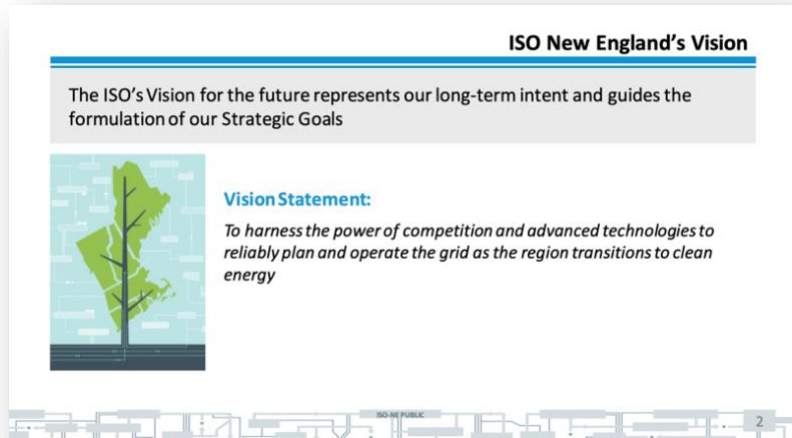 ISO New England's Vision
The ISO's Vision for the future represents our long-term intent and guides the
formulation of our Strategic Goals
Vision Statement:
To harness the power of competition and advanced technologies to
reliably plan and operate the grid as the region transitions to clean
energy
ISO-NE PUBLIC
2